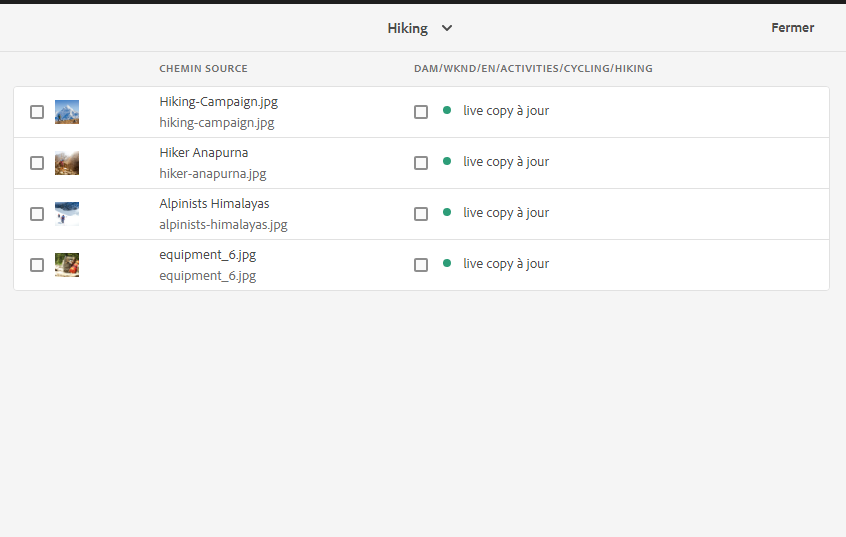 Hiking
Fermer
CHEMIN SOURCE
DAM/WKND/EN/ACTIVITIES/CYCLING/HIKING
Hiking-Campaign.jpg
hiking-campaign.jpg
live copy à jour
Hiker Anapurna
hiker-anapurna.jpg
live copy à jour
Alpinists Himalayas
alpinists-himalayas.jpg
live copy à jour
equipment_6.jpg
equipment_6.jpg
live copy à jour